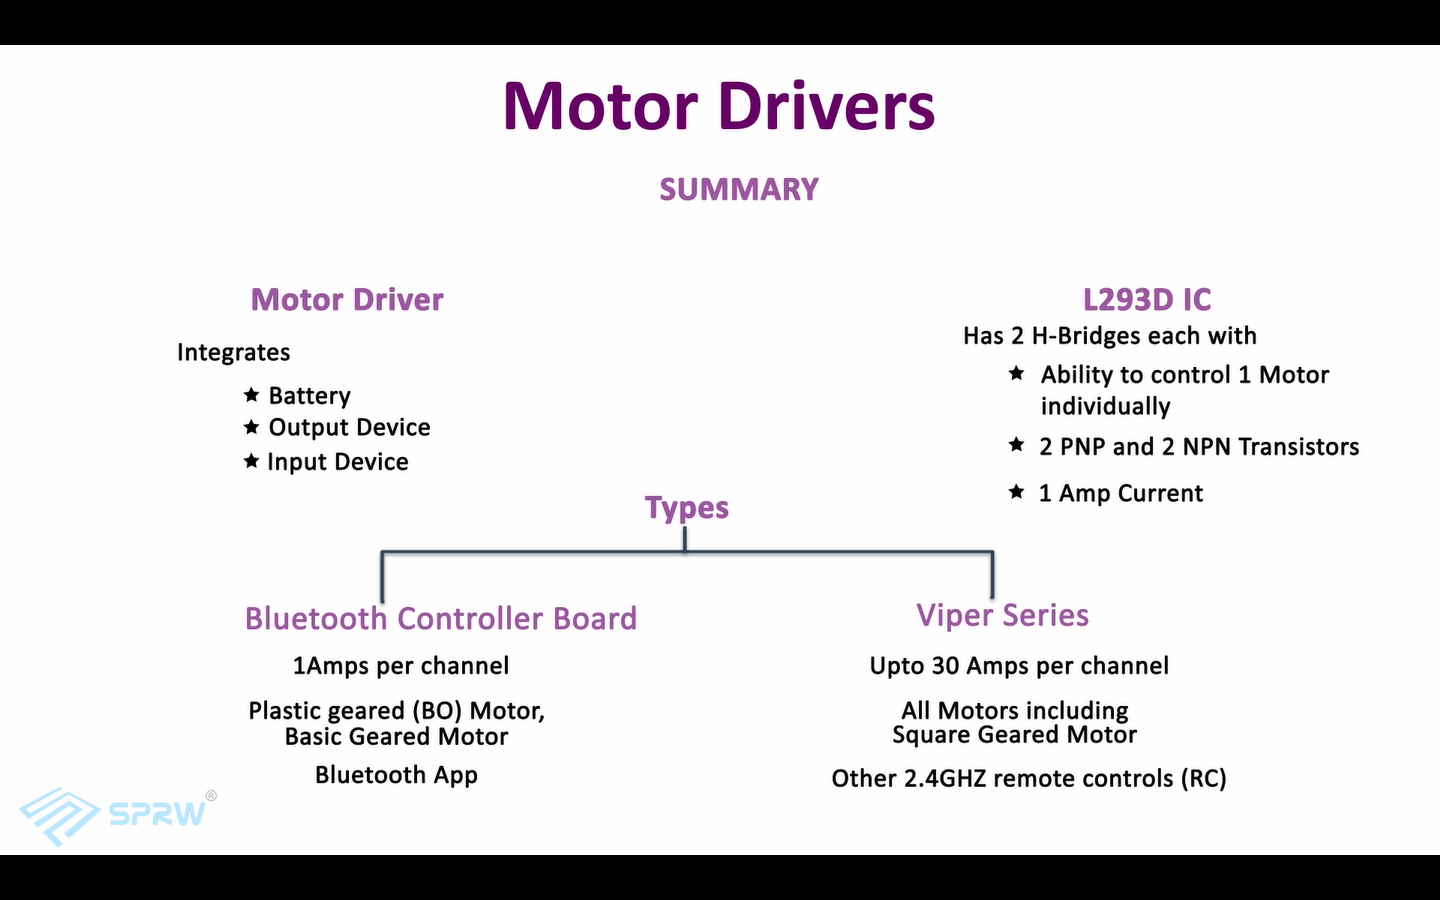 Motor Drivers
SUMMARY
Motor Driver
Integrates
★ Battery
★ Output Device
★ Input Device
L293D IC
Has 2 H-Bridges each with
★ Ability to control 1 Motor
individually
★ 2 PNP and 2 NPN Transistors
★ 1 Amp Current
Types
Bluetooth Controller Board
1Amps per channel
Plastic geared (BO) Motor,
Basic Geared Motor
Bluetooth App
Viper Series
Upto 30 Amps per channel
All Motors including
Square Geared Motor
Other 2.4GHZ remote controls (RC)
SPRW®